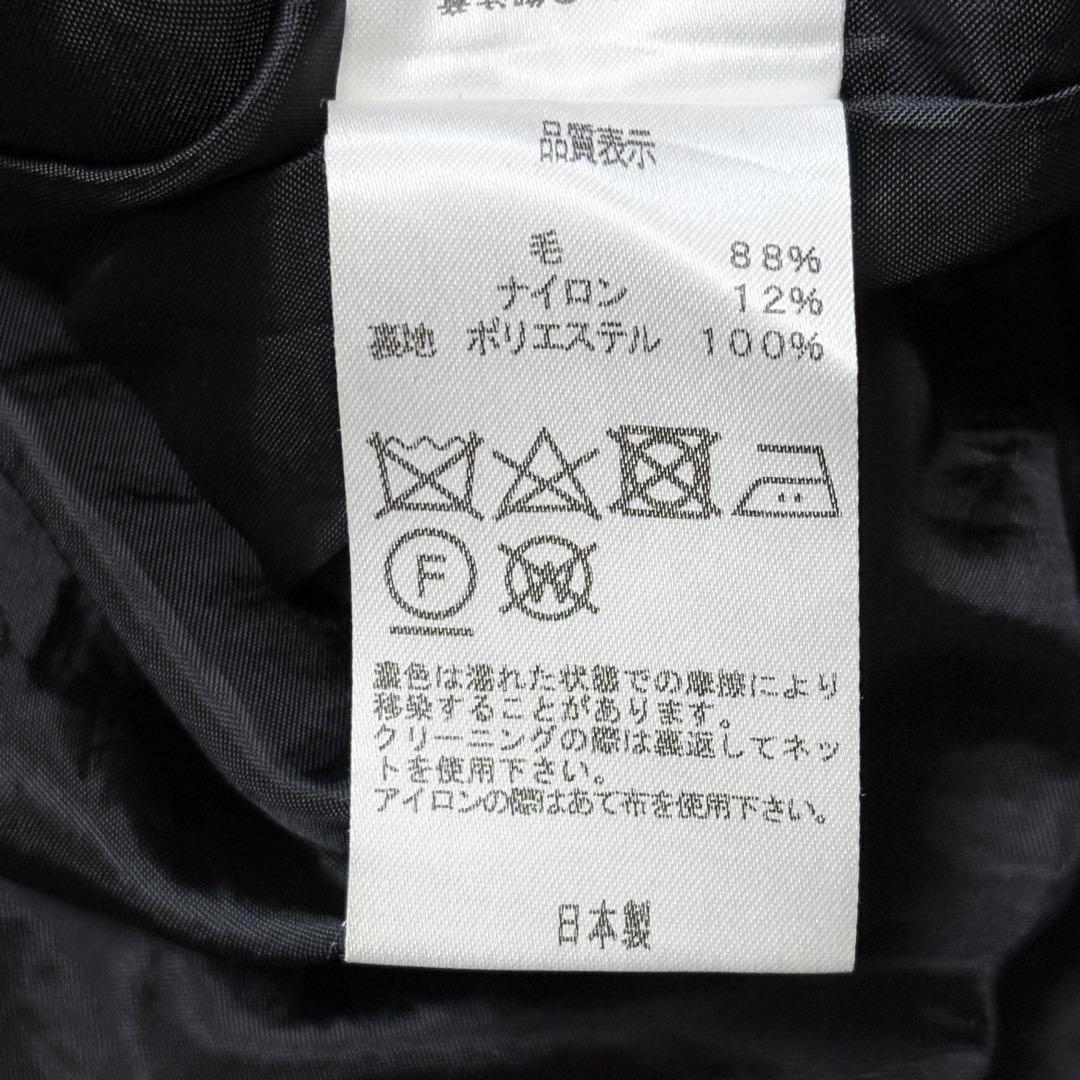 品質表示
毛 88%
ナイロン 12%
裏地 ポリエステル 100%
F
W
濃色は濡れた状態での摩擦により
移染することがあります。
クリーニングの際は裏返してネッ
トを使用下さい。
アイロンの際はあて布を使用下さい。
日本製